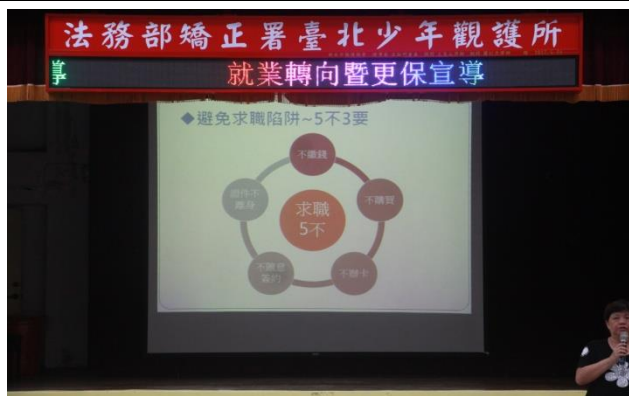 法務部矯正署臺北少年觀護所
導 就業轉向暨更保宣導
◆避免求職陷阱~5不3要
不繳錢
證件不
離身
不購買
求職
5不
不隨意
簽約
不辦卡